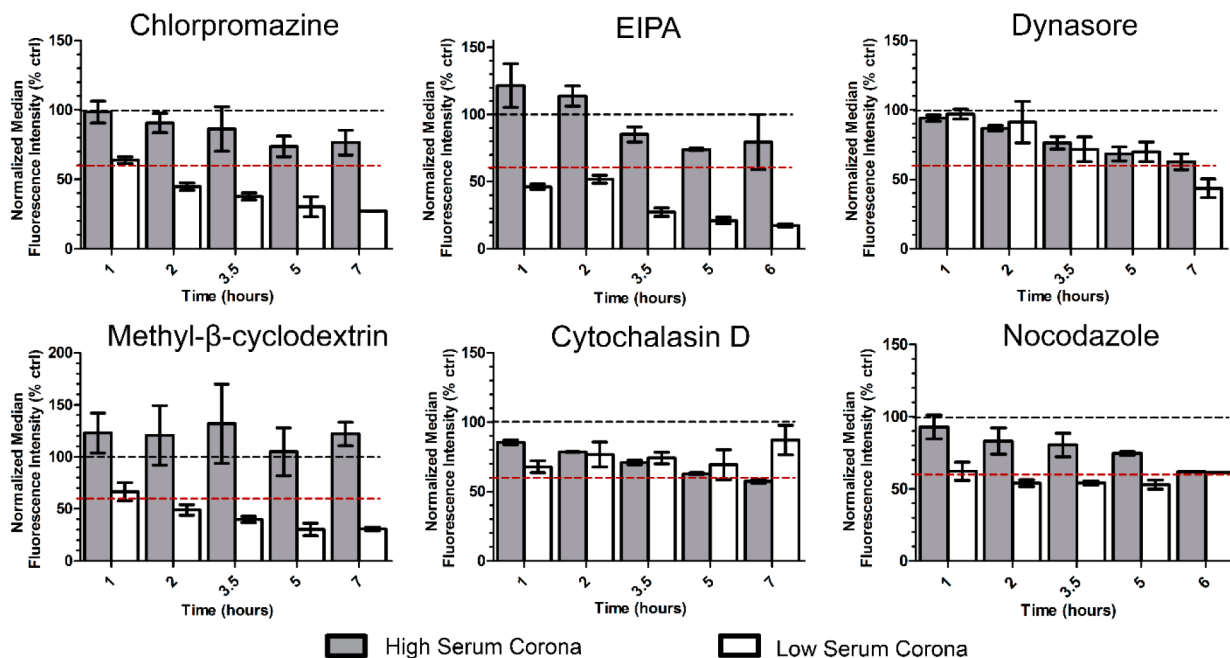 Chlorpromazine
Normalized Median
Fluorescence Intensity (% ctrl)
150
100
50
0
1 2 3.5 5 7
Time (hours)
EIPA
Normalized Median
Fluorescence Intensity (% ctrl)
150
100
50
0
1 2 3.5 5 6
Time (hours)
Dynasore
Normalized Median
Fluorescence Intensity (% ctrl)
150
100
50
0
1 2 3.5 5 7
Time (hours)
Methyl-β-cyclodextrin
Normalized Median
Fluorescence Intensity (% ctrl)
200
150
100
50
0
1 2 3.5 5 7
Time (hours)
Cytochalasin D
Normalized Median
Fluorescence Intensity (% ctrl)
150
100
50
0
1 2 3.5 5 7
Time (hours)
Nocodazole
Normalized Median
Fluorescence Intensity (% ctrl)
150
100
50
0
1 2 3.5 5 6
Time (hours)
High Serum Corona
Low Serum Corona